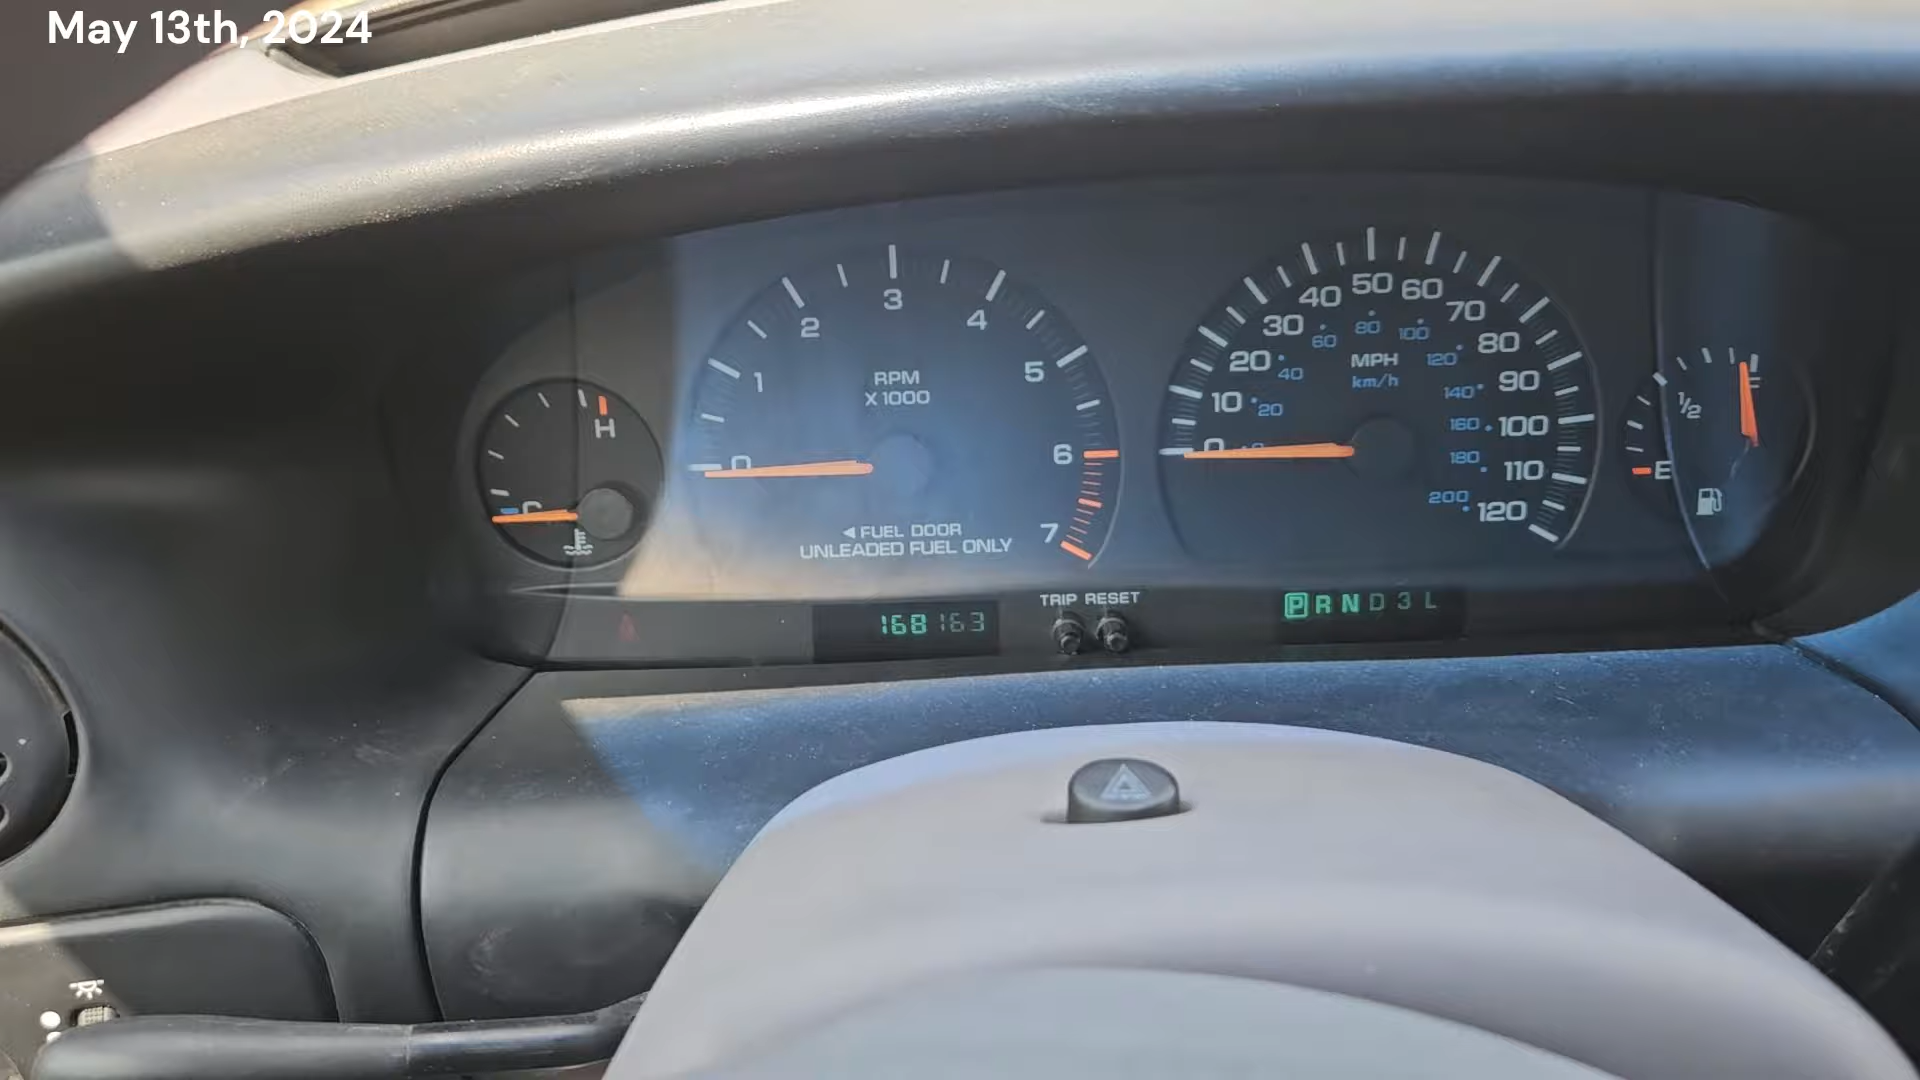 May 13th, 2024
H
C
0
1
2
3
4
5
6
7
RPM
X 1000
◀ FUEL DOOR
UNLEADED FUEL ONLY
0
10
20
30
40
50
60
70
80
90
100
110
120
20
40
60
80
100
120
140
160
180
200
MPH
km/h
E
1/2
F
168163
TRIP RESET
P R N D 3 L